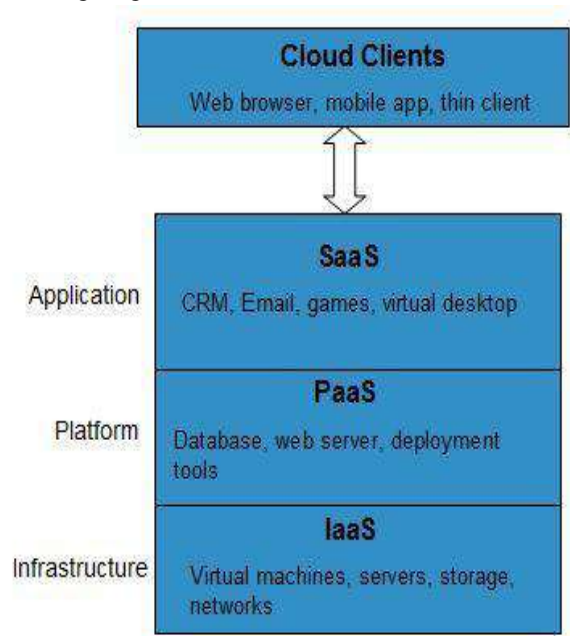 Cloud Clients
Web browser, mobile app, thin client
SaaS
Application
CRM, Email, games, virtual desktop
PaaS
Platform
Database, web server, deployment
tools
IaaS
Infrastructure
Virtual machines, servers, storage,
networks